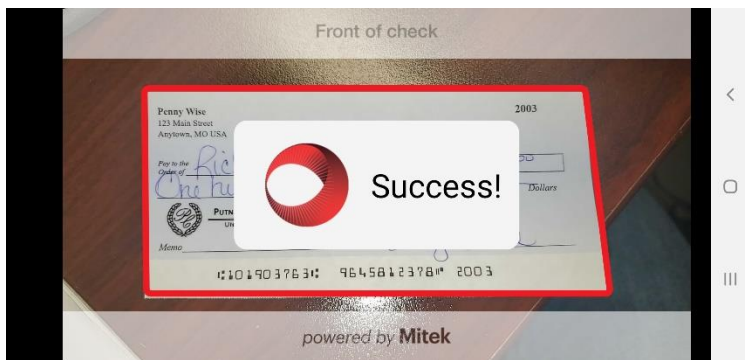 Front of check
Penny Wise 2003
123 Main Street
Anytown, MO USA
Pay to the
Order of
One
Success!
Dollars
Memo
⑆101903763⑆ 9645812378⑈ 2003
powered by Mitek